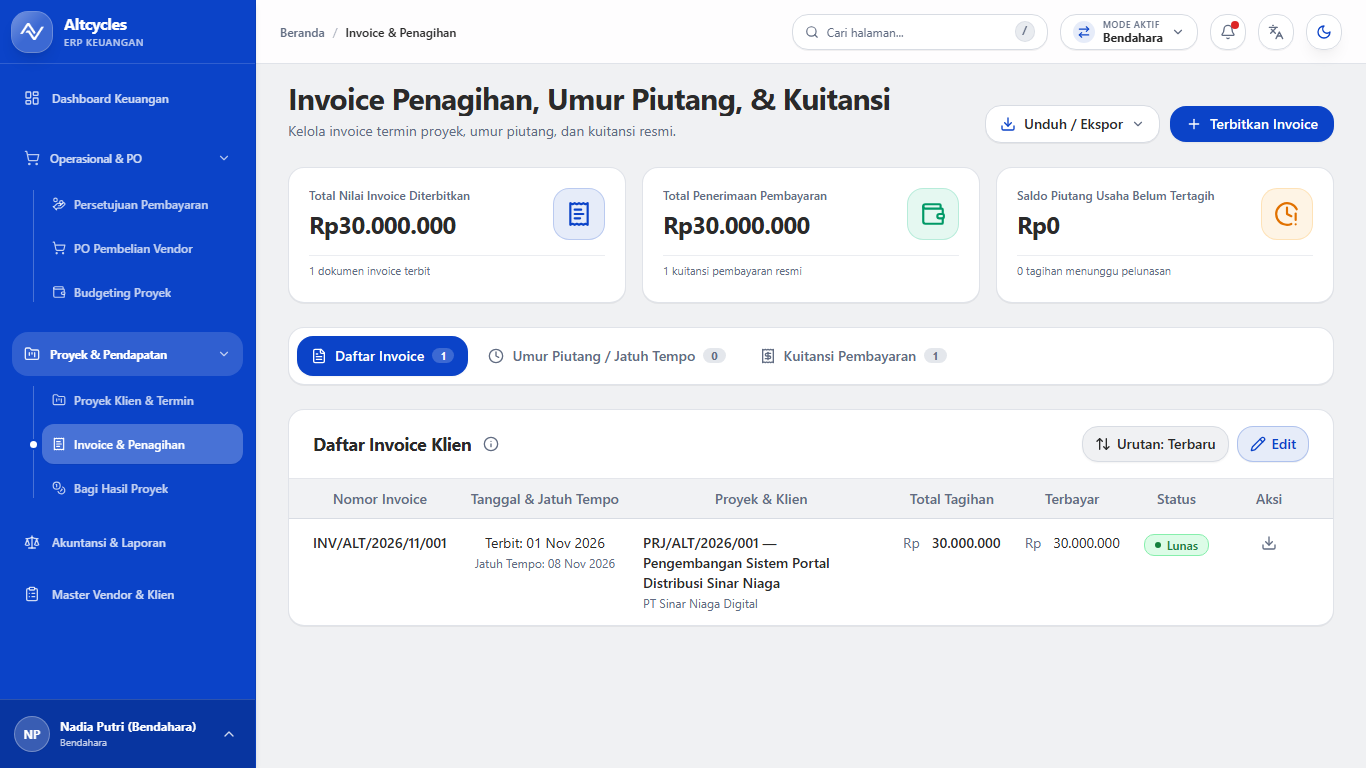 Altcycles
ERP KEUANGAN
Dashboard Keuangan
Operasional & PO
Persetujuan Pembayaran
PO Pembelian Vendor
Budgeting Proyek
Proyek & Pendapatan
Proyek Klien & Termin
Invoice & Penagihan
Bagi Hasil Proyek
Akuntansi & Laporan
Master Vendor & Klien
NP
Nadia Putri (Bendahara)
Bendahara
Beranda / Invoice & Penagihan
Cari halaman... /
MODE AKTIF
Bendahara
Invoice Penagihan, Umur Piutang, & Kuitansi
Kelola invoice termin proyek, umur piutang, dan kuitansi resmi.
Unduh / Ekspor
Terbitkan Invoice
Total Nilai Invoice Diterbitkan
Rp30.000.000
1 dokumen invoice terbit
Total Penerimaan Pembayaran
Rp30.000.000
1 kuitansi pembayaran resmi
Saldo Piutang Usaha Belum Tertagih
Rp0
0 tagihan menunggu pelunasan
Daftar Invoice 1
Umur Piutang / Jatuh Tempo 0
Kuitansi Pembayaran 1
Daftar Invoice Klien
Urutan: Terbaru
Edit
Nomor Invoice Tanggal & Jatuh Tempo Proyek & Klien Total Tagihan Terbayar Status Aksi
INV/ALT/2026/11/001
Terbit: 01 Nov 2026
Jatuh Tempo: 08 Nov 2026
PRJ/ALT/2026/001 —
Pengembangan Sistem Portal
Distribusi Sinar Niaga
PT Sinar Niaga Digital
Rp 30.000.000
Rp 30.000.000
Lunas